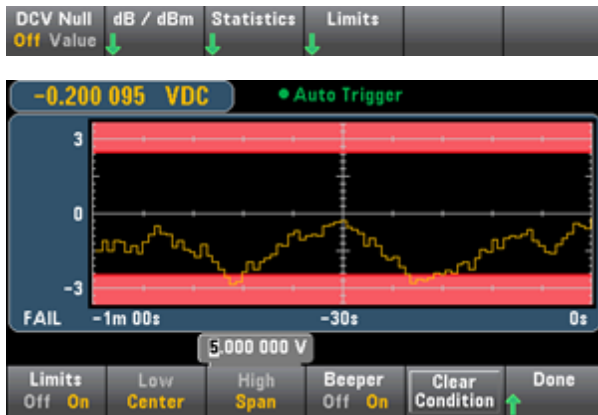 DCV Null dB / dBm Statistics Limits
Off Value
−0.200 095 VDC Auto Trigger
3
0
−3
FAIL −1m 00s −30s 0s
5.000 000 V
Limits Low High Beeper Clear Done
Off On Center Span Off On Condition